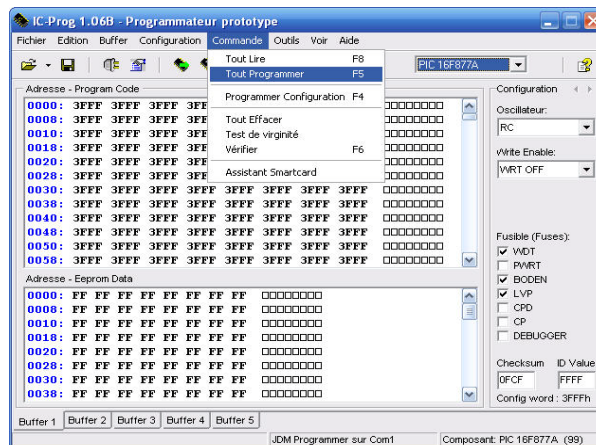 IC-Prog 1.06B - Programmateur prototype
Fichier Edition Buffer Configuration Commande Outils Voir Aide
Tout Lire F8
Tout Programmer F5
Programmer Configuration F4
Tout Effacer
Test de virginité
Vérifier F6
Assistant Smartcard
PIC 16F877A
Adresse - Program Code
0000: 3FFF 3FFF 3FFF 3FF
0008: 3FFF 3FFF 3FFF 3FF
0010: 3FFF 3FFF 3FFF 3FF
0018: 3FFF 3FFF 3FFF 3FF
0020: 3FFF 3FFF 3FFF 3FF
0028: 3FFF 3FFF 3FFF 3FF
0030: 3FFF 3FFF 3FFF 3FFF 3FFF 3FFF 3FFF 3FFF
0038: 3FFF 3FFF 3FFF 3FFF 3FFF 3FFF 3FFF 3FFF
0040: 3FFF 3FFF 3FFF 3FFF 3FFF 3FFF 3FFF 3FFF
0048: 3FFF 3FFF 3FFF 3FFF 3FFF 3FFF 3FFF 3FFF
0050: 3FFF 3FFF 3FFF 3FFF 3FFF 3FFF 3FFF 3FFF
0058: 3FFF 3FFF 3FFF 3FFF 3FFF 3FFF 3FFF 3FFF
Adresse - Eeprom Data
0000: FF FF FF FF FF FF FF FF
0008: FF FF FF FF FF FF FF FF
0010: FF FF FF FF FF FF FF FF
0018: FF FF FF FF FF FF FF FF
0020: FF FF FF FF FF FF FF FF
0028: FF FF FF FF FF FF FF FF
0030: FF FF FF FF FF FF FF FF
0038: FF FF FF FF FF FF FF FF
Configuration
Oscillateur:
RC
Write Enable:
WRT OFF
Fusible (Fuses):
WDT
PWRT
BODEN
LVP
CPD
CP
DEBUGGER
Checksum ID Value
0FCF FFFF
Config word : 3FFFh
Buffer 1 Buffer 2 Buffer 3 Buffer 4 Buffer 5
JDM Programmer sur Com1 Composant: PIC 16F877A (99)